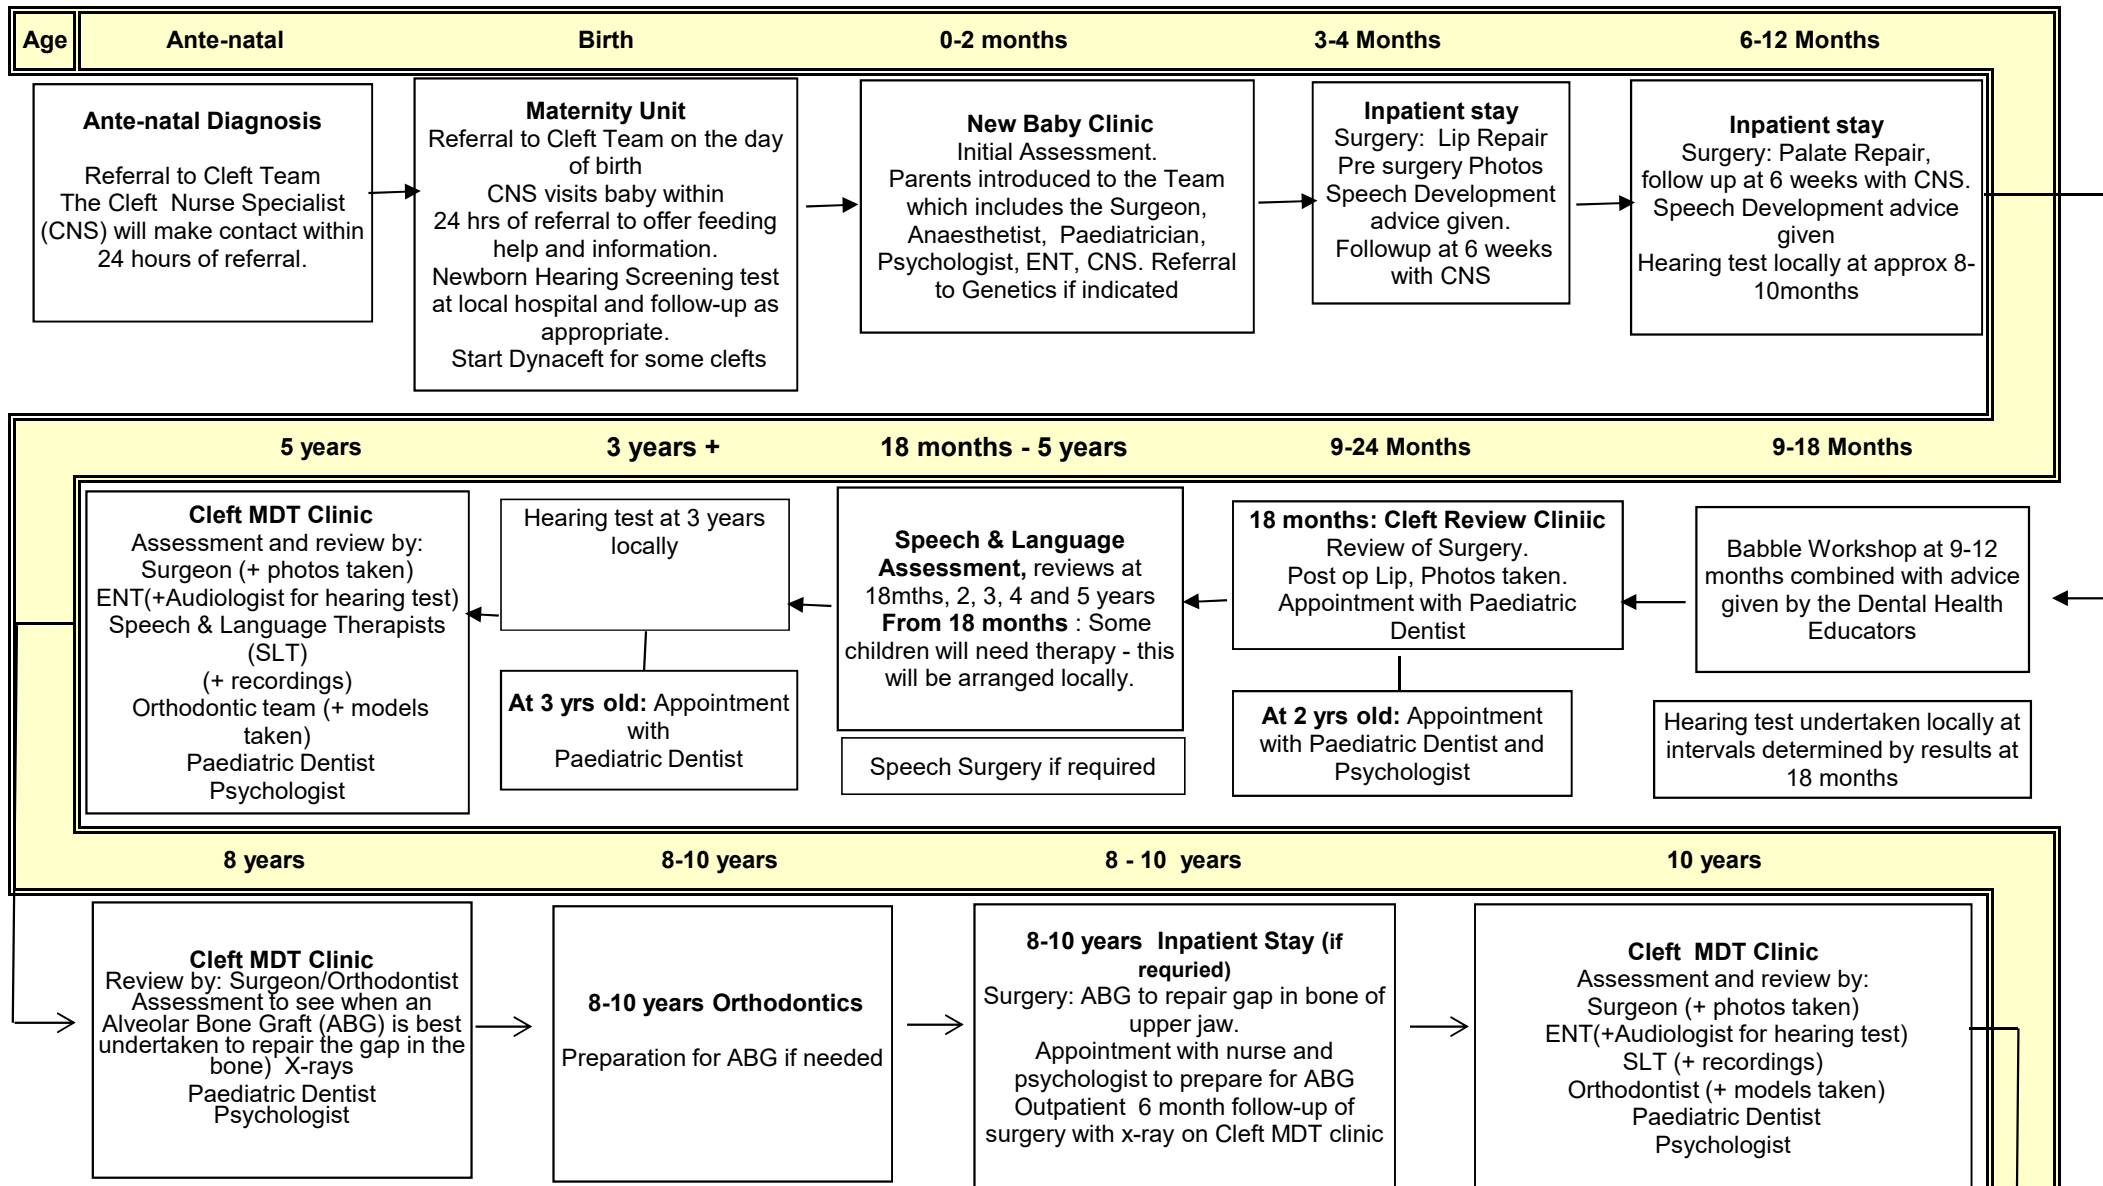 Age
Ante-natal
Birth
0-2 months
3-4 Months
6-12 Months
Ante-natal Diagnosis
Referral to Cleft Team
The Cleft Nurse Specialist
(CNS) will make contact within
24 hours of referral.
Maternity Unit
Referral to Cleft Team on the day
of birth
CNS visits baby within
24 hrs of referral to offer feeding
help and information.
Newborn Hearing Screening test
at local hospital and follow-up as
appropriate.
Start Dynaceft for some clefts
New Baby Clinic
Initial Assessment.
Parents introduced to the Team
which includes the Surgeon,
Anaesthetist, Paediatrician,
Psychologist, ENT, CNS. Referral
to Genetics if indicated
Inpatient stay
Surgery: Lip Repair
Pre surgery Photos
Speech Development
advice given.
Followup at 6 weeks
with CNS
Inpatient stay
Surgery: Palate Repair,
follow up at 6 weeks with CNS.
Speech Development advice
given
Hearing test locally at approx 8-
10months
5 years
3 years +
18 months - 5 years
9-24 Months
9-18 Months
Cleft MDT Clinic
Assessment and review by:
Surgeon (+ photos taken)
ENT(+Audiologist for hearing test)
Speech & Language Therapists
(SLT)
(+ recordings)
Orthodontic team (+ models
taken)
Paediatric Dentist
Psychologist
Hearing test at 3 years
locally
At 3 yrs old: Appointment
with
Paediatric Dentist
Speech & Language
Assessment, reviews at
18mths, 2, 3, 4 and 5 years
From 18 months : Some
children will need therapy - this
will be arranged locally.
Speech Surgery if required
18 months: Cleft Review Cliniic
Review of Surgery.
Post op Lip, Photos taken.
Appointment with Paediatric
Dentist
At 2 yrs old: Appointment
with Paediatric Dentist and
Psychologist
Babble Workshop at 9-12
months combined with advice
given by the Dental Health
Educators
Hearing test undertaken locally at
intervals determined by results at
18 months
8 years
8-10 years
8 - 10 years
10 years
Cleft MDT Clinic
Review by: Surgeon/Orthodontist
Assessment to see when an
Alveolar Bone Graft (ABG) is best
undertaken to repair the gap in the
bone) X-rays
Paediatric Dentist
Psychologist
8-10 years Orthodontics
Preparation for ABG if needed
8-10 years Inpatient Stay (if
requried)
Surgery: ABG to repair gap in bone of
upper jaw.
Appointment with nurse and
psychologist to prepare for ABG
Outpatient 6 month follow-up of
surgery with x-ray on Cleft MDT clinic
Cleft MDT Clinic
Assessment and review by:
Surgeon (+ photos taken)
ENT(+Audiologist for hearing test)
SLT (+ recordings)
Orthodontist (+ models taken)
Paediatric Dentist
Psychologist